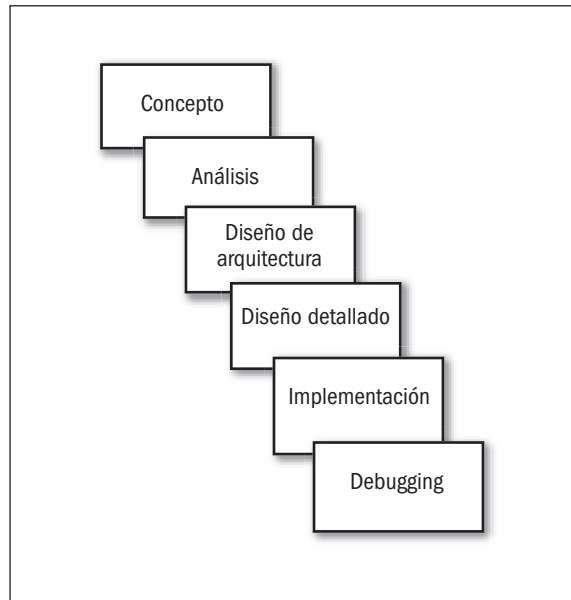 Concepto
Análisis
Diseño de
arquitectura
Diseño detallado
Implementación
Debugging